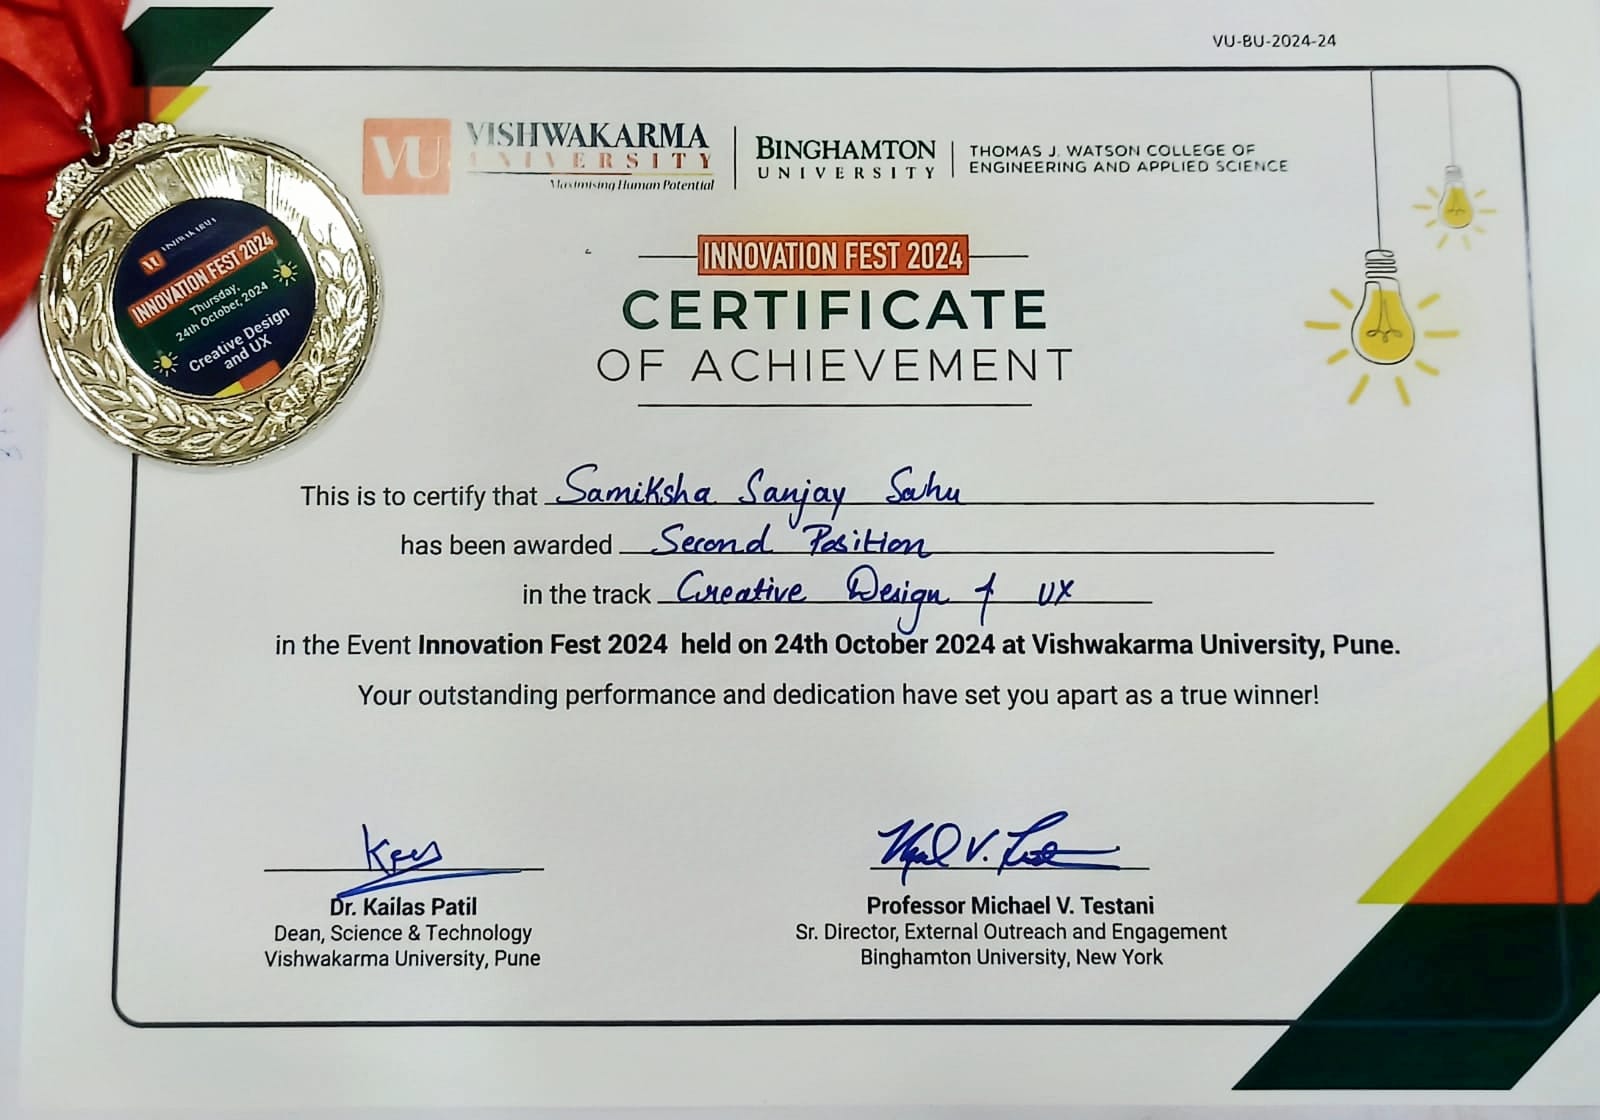 VU-BU-2024-24
VU VISHWAKARMA
UNIVERSITY
Maximising Human Potential
BINGHAMTON
UNIVERSITY
THOMAS J. WATSON COLLEGE OF
ENGINEERING AND APPLIED SCIENCE
VISHWAKARMA
VU
INNOVATION FEST 2024
Thursday,
24th October, 2024
Creative Design
and UX
INNOVATION FEST 2024
CERTIFICATE
OF ACHIEVEMENT
This is to certify that Samiksha Sanjay Sahu
has been awarded Second Position
in the track Creative Design & UX
in the Event Innovation Fest 2024 held on 24th October 2024 at Vishwakarma University, Pune.
Your outstanding performance and dedication have set you apart as a true winner!
Dr. Kailas Patil
Dean, Science & Technology
Vishwakarma University, Pune
Professor Michael V. Testani
Sr. Director, External Outreach and Engagement
Binghamton University, New York